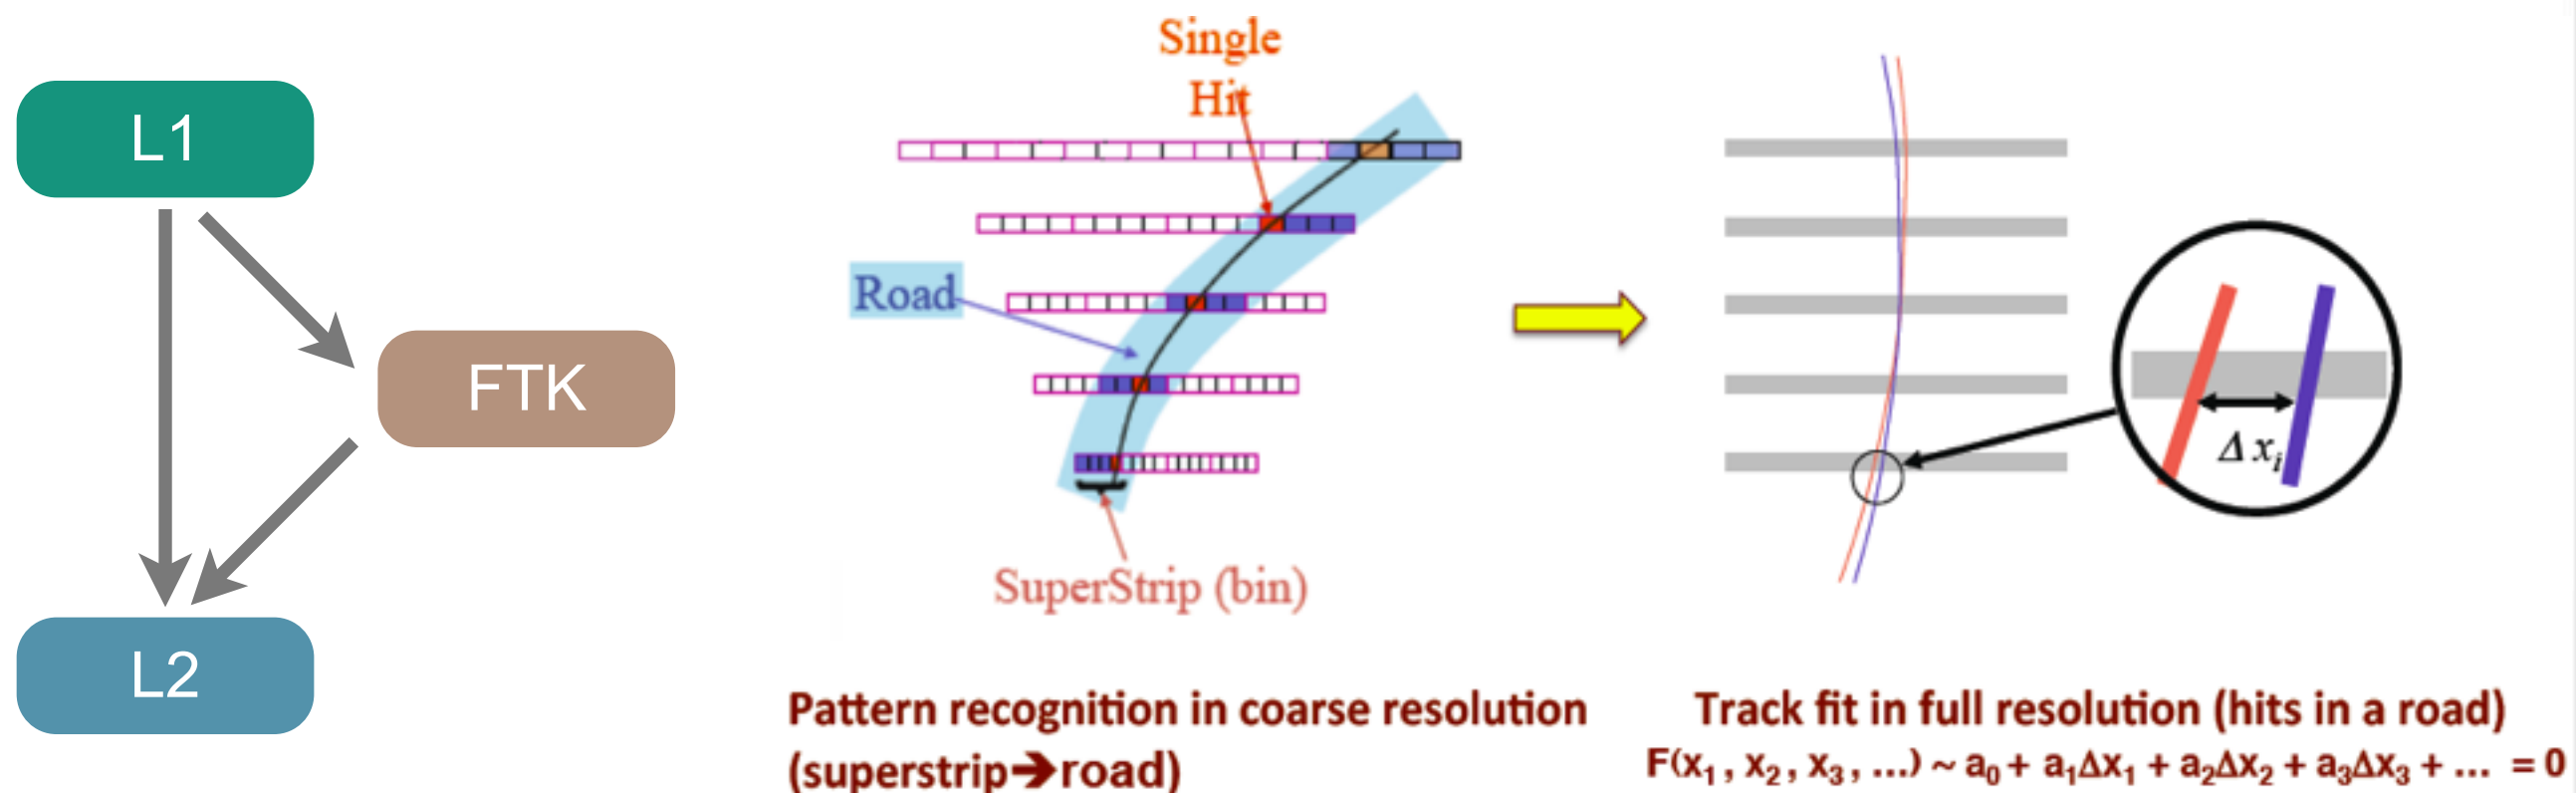 L1
FTK
L2
Single
Hit
Road
SuperStrip (bin)
Δ xᵢ
Pattern recognition in coarse resolution
(superstrip➔road)
Track fit in full resolution (hits in a road)
F(x₁ , x₂ , x₃ , ...) ~ a₀ + a₁Δx₁ + a₂Δx₂ + a₃Δx₃ + ... = 0